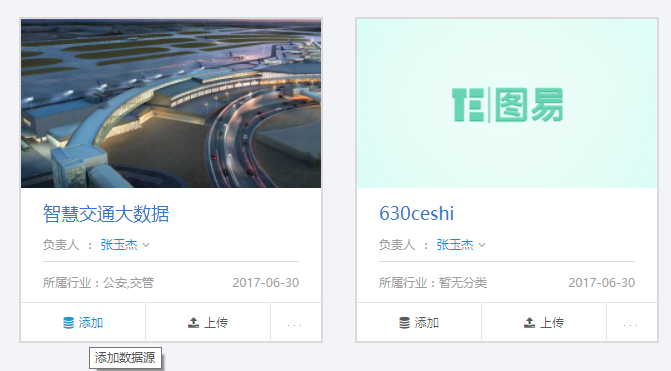 TE 图易
智慧交通大数据
630ceshi
负责人 ： 张玉杰
负责人 ： 张玉杰
所属行业：公安,交管 2017-06-30
所属行业：暂无分类 2017-06-30
添加 上传 ...
添加 上传 ...
添加数据源